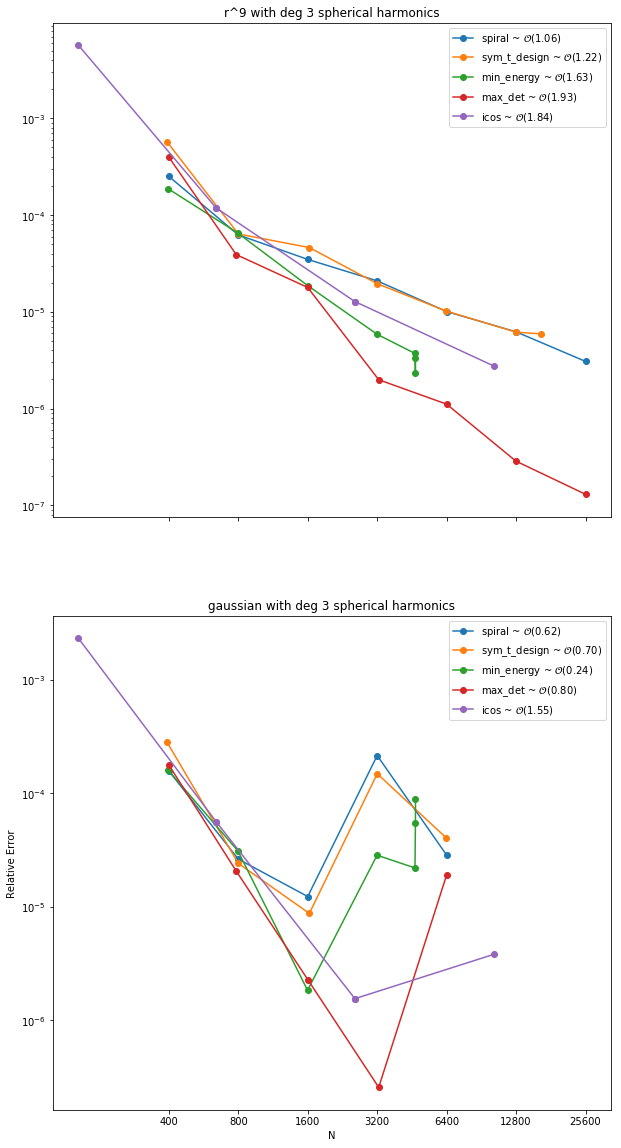 r^9 with deg 3 spherical harmonics
spiral ~ 𝒪(1.06)
sym_t_design ~ 𝒪(1.22)
min_energy ~ 𝒪(1.63)
max_det ~ 𝒪(1.93)
icos ~ 𝒪(1.84)
10⁻³
10⁻⁴
10⁻⁵
10⁻⁶
10⁻⁷
gaussian with deg 3 spherical harmonics
spiral ~ 𝒪(0.62)
sym_t_design ~ 𝒪(0.70)
min_energy ~ 𝒪(0.24)
max_det ~ 𝒪(0.80)
icos ~ 𝒪(1.55)
10⁻³
10⁻⁴
10⁻⁵
10⁻⁶
Relative Error
400 800 1600 3200 6400 12800 25600
N